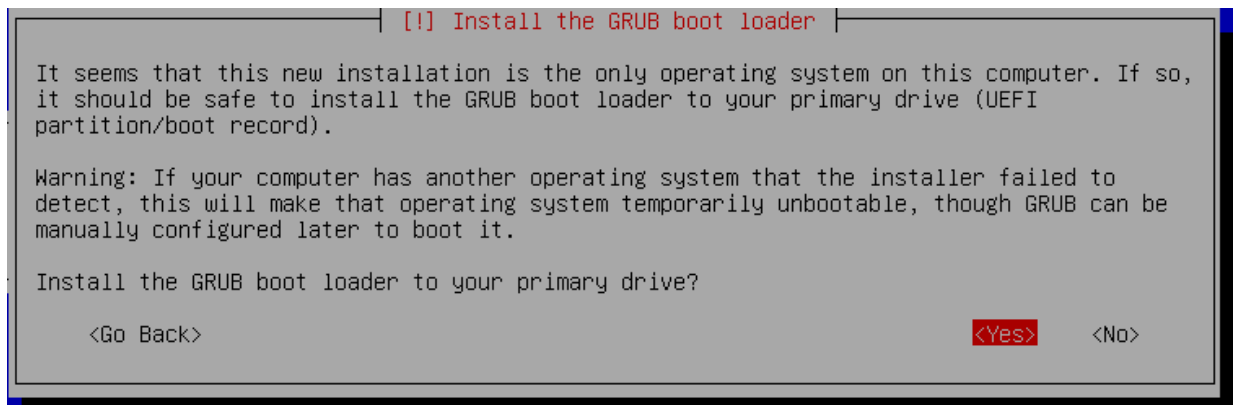 [!] Install the GRUB boot loader
It seems that this new installation is the only operating system on this computer. If so,
it should be safe to install the GRUB boot loader to your primary drive (UEFI
partition/boot record).
Warning: If your computer has another operating system that the installer failed to
detect, this will make that operating system temporarily unbootable, though GRUB can be
manually configured later to boot it.
Install the GRUB boot loader to your primary drive?
<Go Back> <Yes> <No>